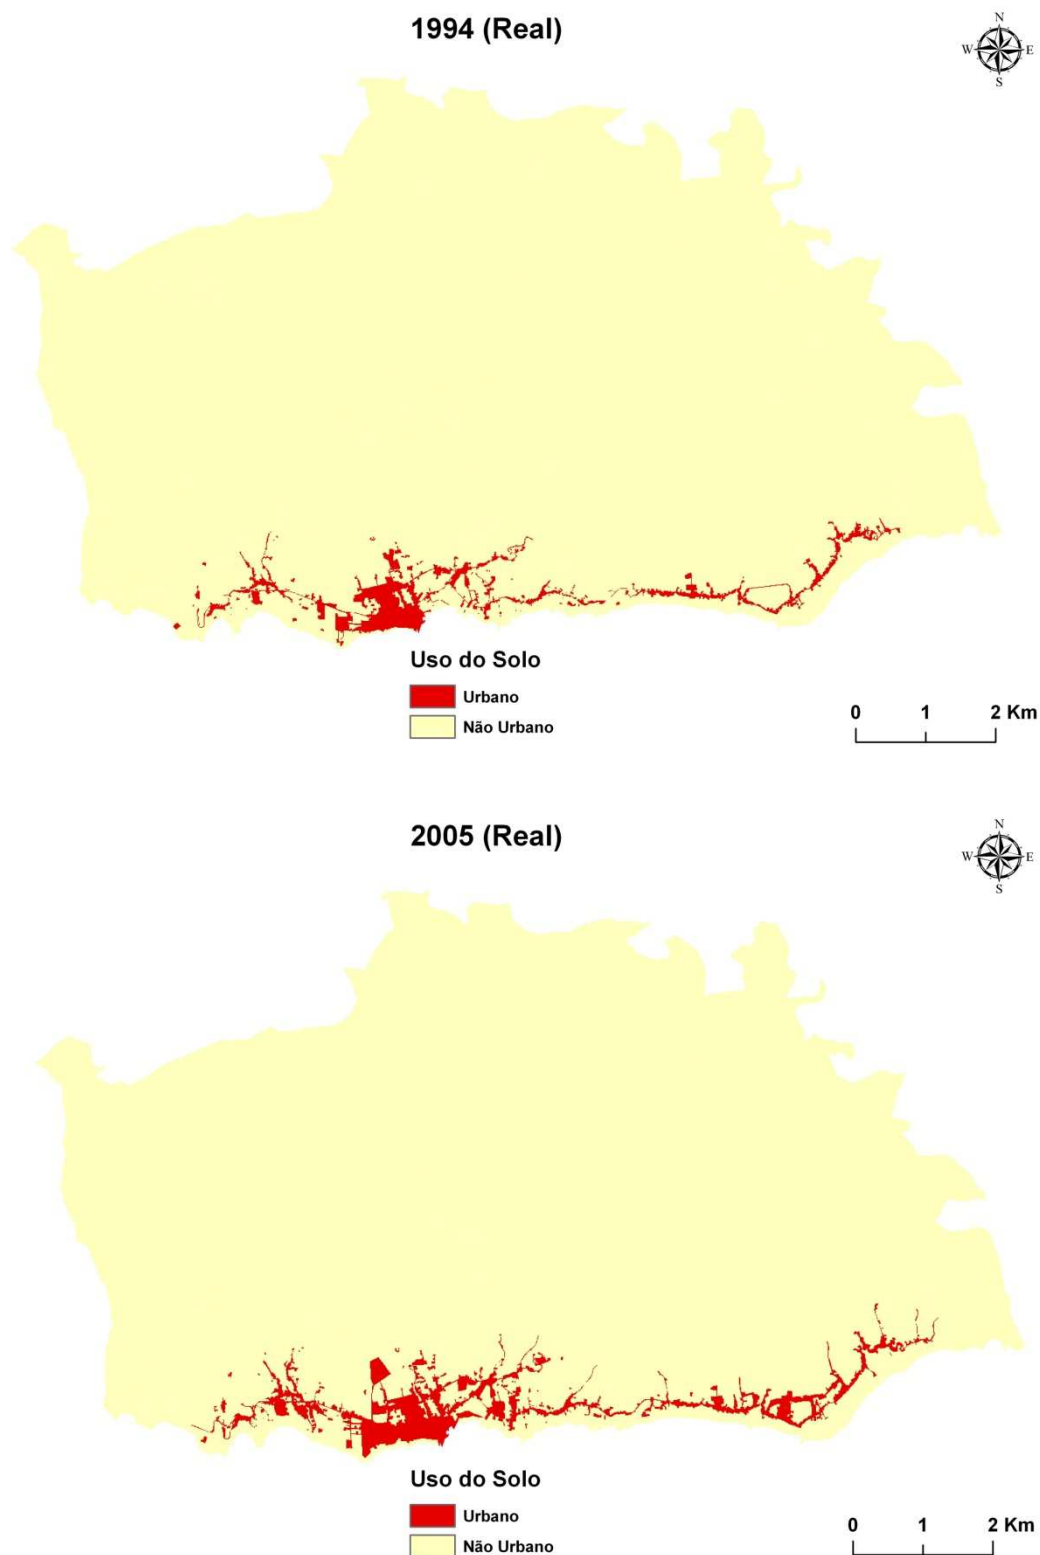 1994 (Real)
N
W E
S
Uso do Solo
Urbano
Não Urbano
0 1 2 Km
2005 (Real)
N
W E
S
Uso do Solo
Urbano
Não Urbano
0 1 2 Km